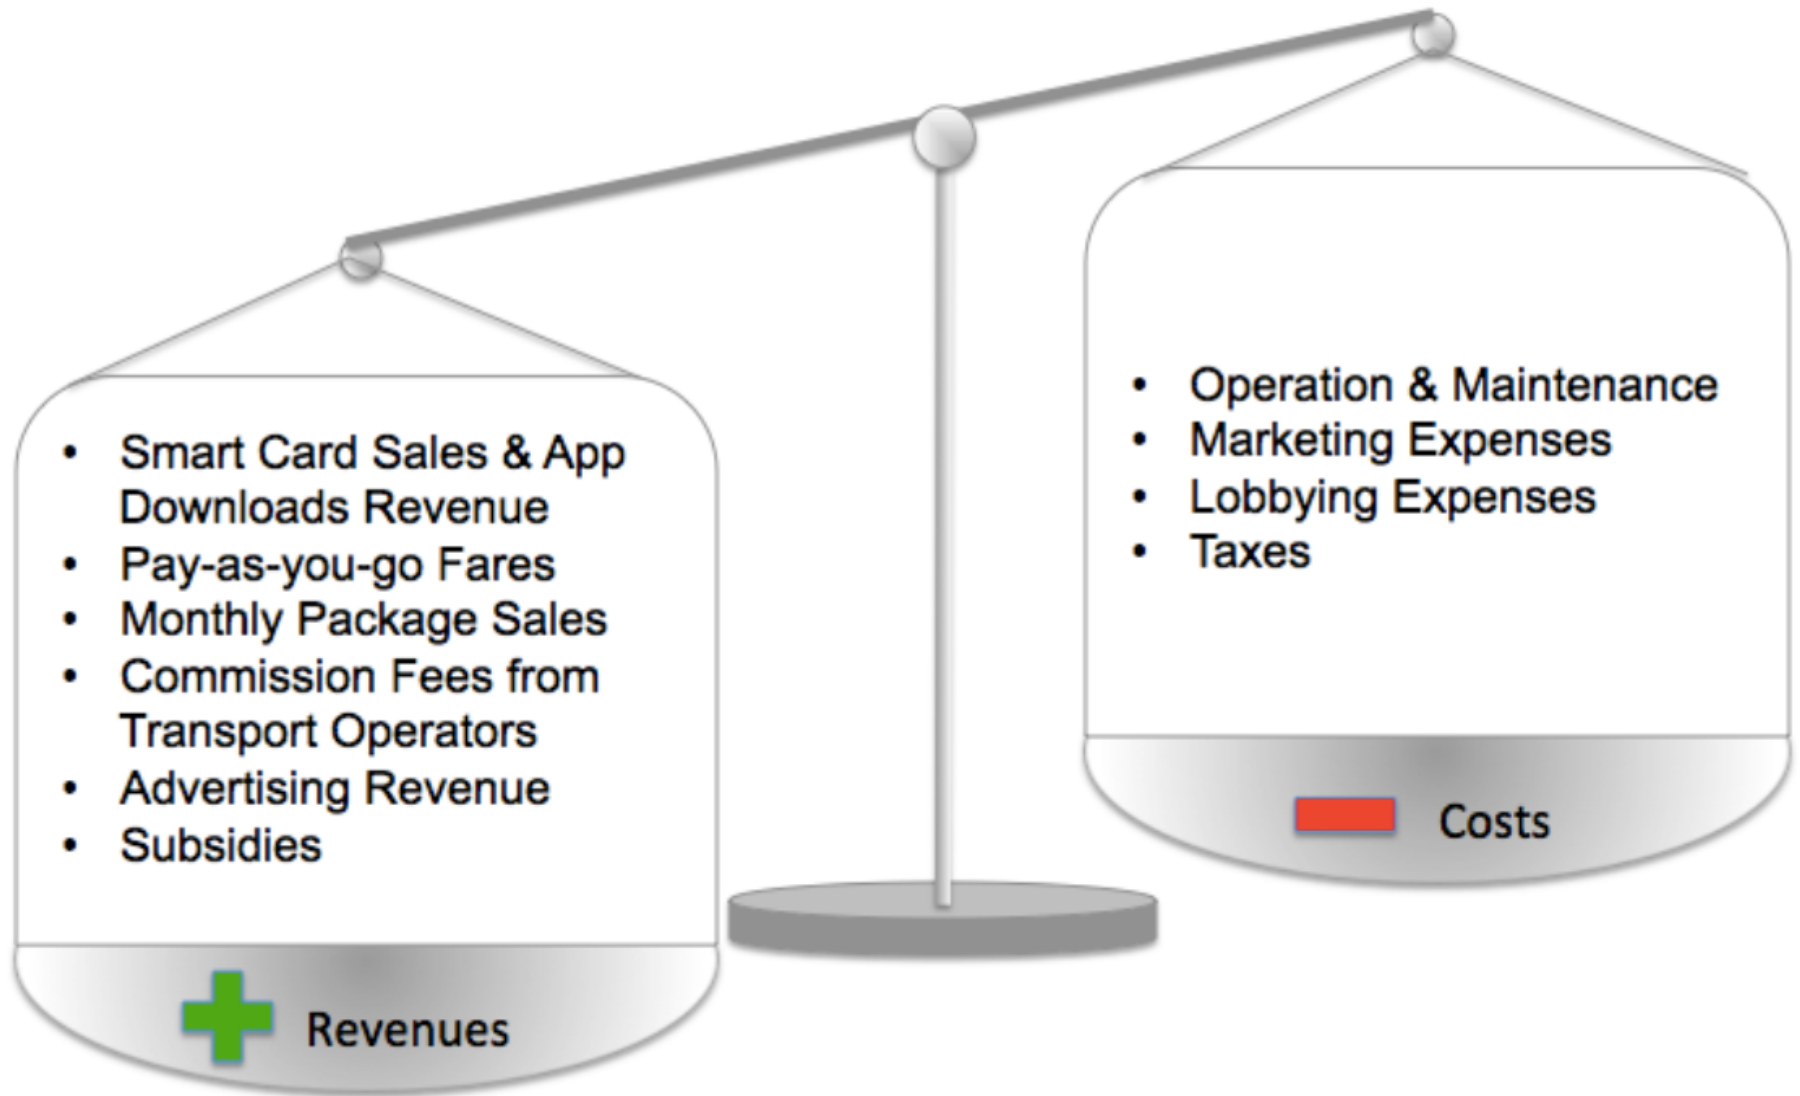 • Smart Card Sales & App
Downloads Revenue
• Pay-as-you-go Fares
• Monthly Package Sales
• Commission Fees from
Transport Operators
• Advertising Revenue
• Subsidies
Revenues
• Operation & Maintenance
• Marketing Expenses
• Lobbying Expenses
• Taxes
Costs